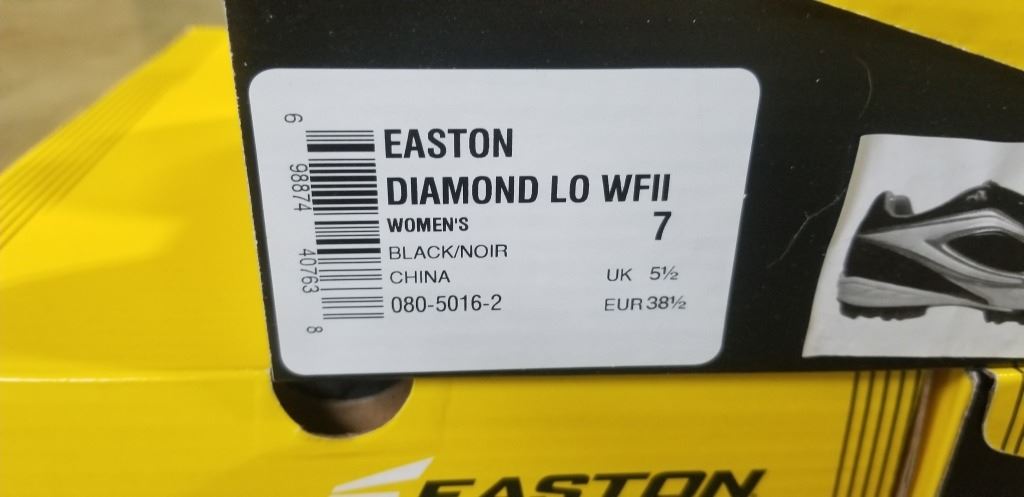 EASTON
DIAMOND LO WFII
WOMEN'S 7
BLACK/NOIR
CHINA UK 5½
080-5016-2 EUR 38½
6 98874 40763 8
EASTON